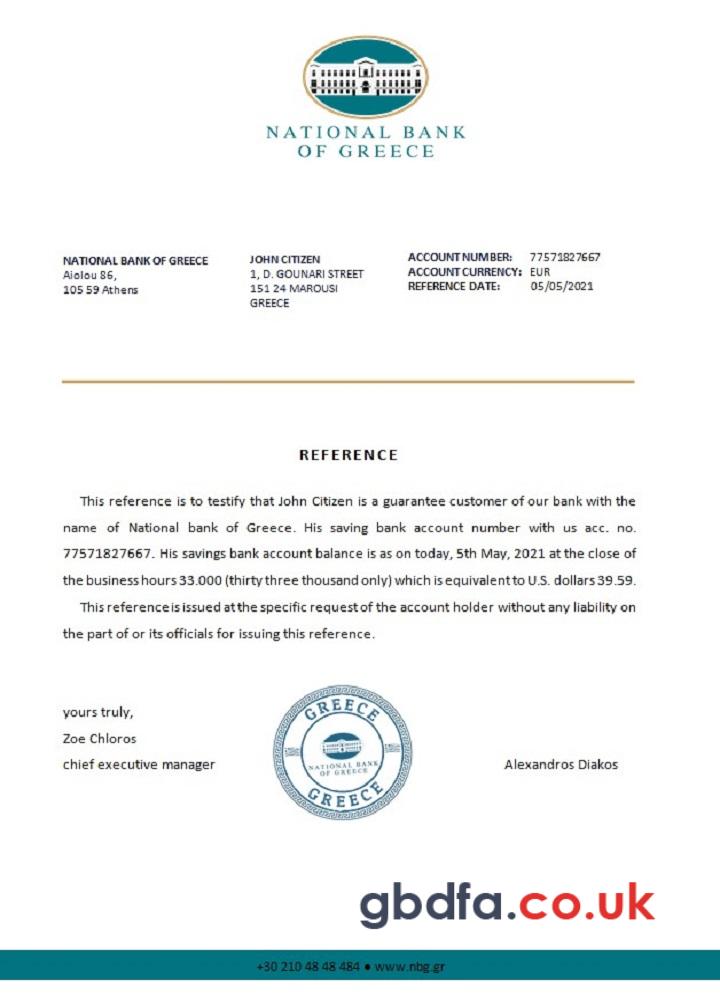 NATIONAL BANK
OF GREECE
NATIONAL BANK OF GREECE
Aiolou 86,
105 59 Athens
JOHN CITIZEN
1, D. GOUNARI STREET
151 24 MAROUSI
GREECE
ACCOUNT NUMBER: 77571827667
ACCOUNT CURRENCY: EUR
REFERENCE DATE: 05/05/2021
REFERENCE
This reference is to testify that John Citizen is a guarantee customer of our bank with the
name of National bank of Greece. His saving bank account number with us acc. no.
77571827667. His savings bank account balance is as on today, 5th May, 2021 at the close of
the business hours 33.000 (thirty three thousand only) which is equivalent to U.S. dollars 39.59.
This reference is issued at the specific request of the account holder without any liability on
the part of or its officials for issuing this reference.
yours truly,
Zoe Chloros
chief executive manager
GREECE
NATIONAL BANK
OF GREECE
GREECE
Alexandros Diakos
gbdfa.co.uk
+30 210 48 48 484 ● www.nbg.gr